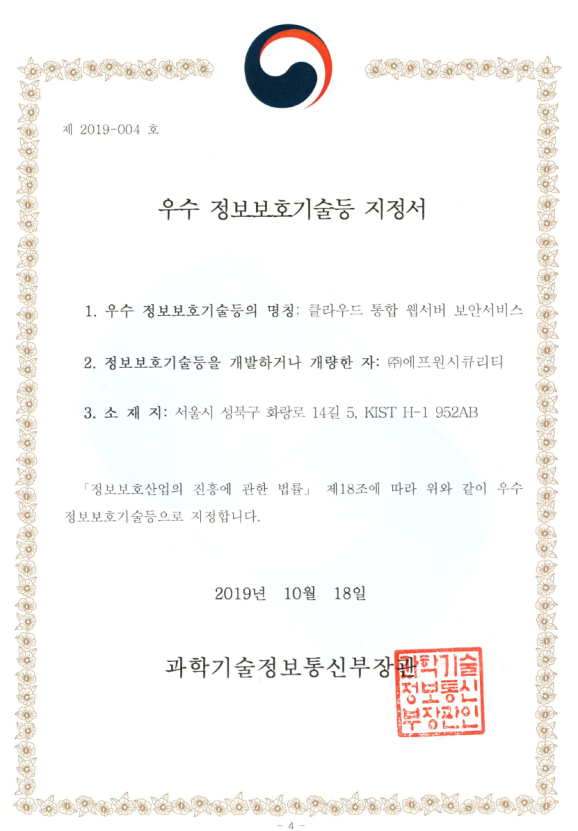 제 2019-004 호
우수 정보보호기술등 지정서
1. 우수 정보보호기술등의 명칭: 클라우드 통합 웹서버 보안서비스
2. 정보보호기술등을 개발하거나 개량한 자: ㈜에프원시큐리티
3. 소 재 지: 서울시 성북구 화랑로 14길 5, KIST H-1 952AB
「정보보호산업의 진흥에 관한 법률」 제18조에 따라 위와 같이 우수
정보보호기술등으로 지정합니다.
2019년 10월 18일
과학기술정보통신부장관
과학기술
정보통신
부장관인
- 4 -